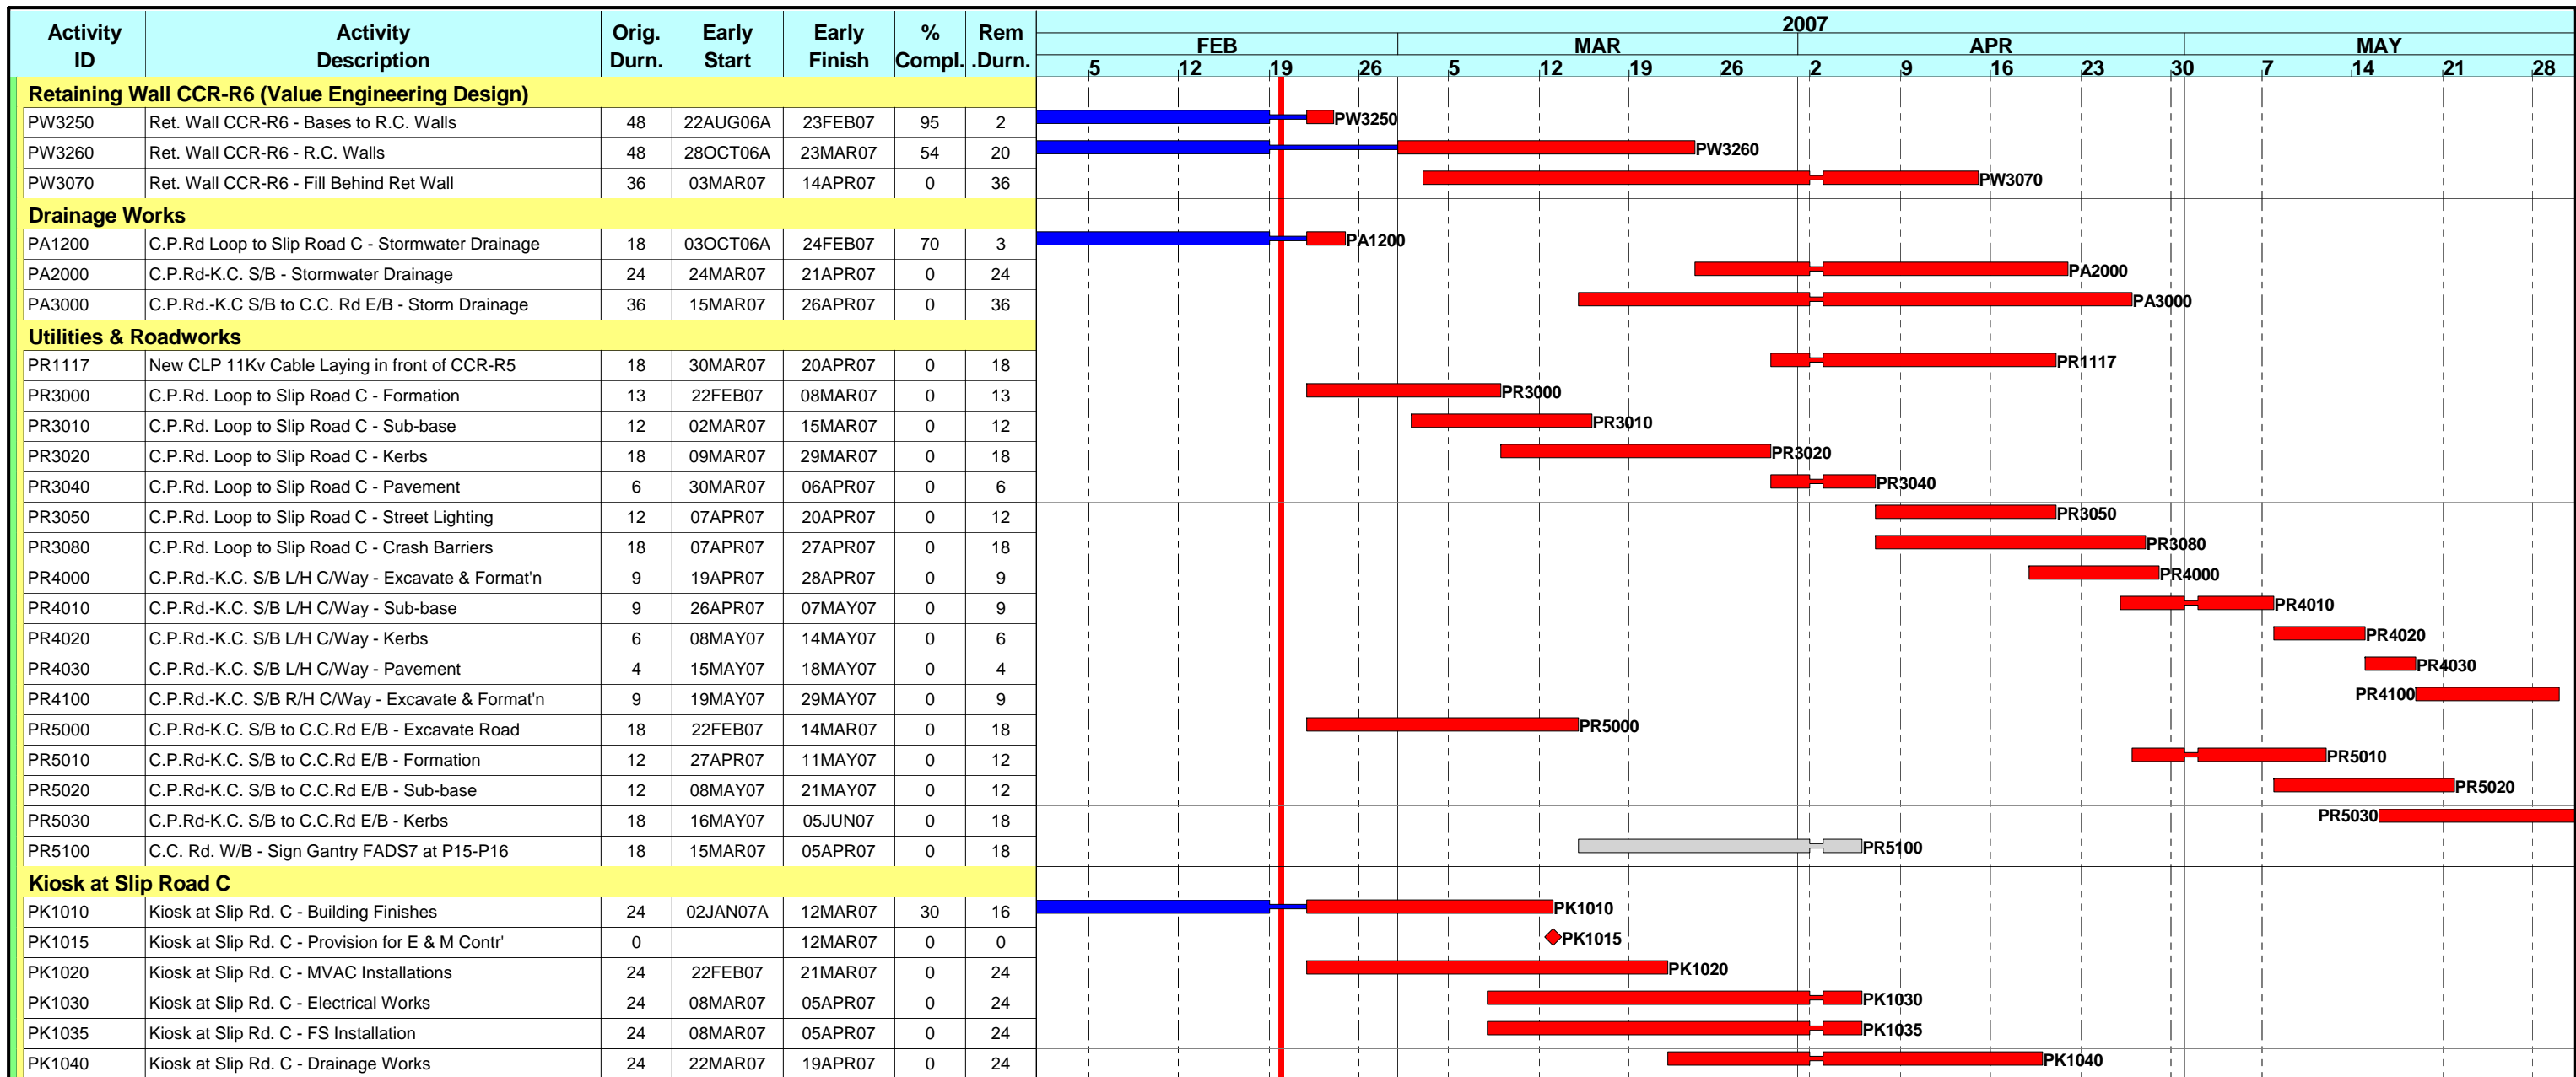 Activity ID Activity Description Orig. Durn. Early Start Early Finish % Compl. Rem .Durn.
2007
FEB MAR APR MAY
5 12 19 26 5 12 19 26 2 9 16 23 30 7 14 21 28
Retaining Wall CCR-R6 (Value Engineering Design)
PW3250 Ret. Wall CCR-R6 - Bases to R.C. Walls 48 22AUG06A 23FEB07 95 2 PW3250
PW3260 Ret. Wall CCR-R6 - R.C. Walls 48 28OCT06A 23MAR07 54 20 PW3260
PW3070 Ret. Wall CCR-R6 - Fill Behind Ret Wall 36 03MAR07 14APR07 0 36 PW3070
Drainage Works
PA1200 C.P.Rd Loop to Slip Road C - Stormwater Drainage 18 03OCT06A 24FEB07 70 3 PA1200
PA2000 C.P.Rd-K.C. S/B - Stormwater Drainage 24 24MAR07 21APR07 0 24 PA2000
PA3000 C.P.Rd.-K.C S/B to C.C. Rd E/B - Storm Drainage 36 15MAR07 26APR07 0 36 PA3000
Utilities & Roadworks
PR1117 New CLP 11Kv Cable Laying in front of CCR-R5 18 30MAR07 20APR07 0 18 PR1117
PR3000 C.P.Rd. Loop to Slip Road C - Formation 13 22FEB07 08MAR07 0 13 PR3000
PR3010 C.P.Rd. Loop to Slip Road C - Sub-base 12 02MAR07 15MAR07 0 12 PR3010
PR3020 C.P.Rd. Loop to Slip Road C - Kerbs 18 09MAR07 29MAR07 0 18 PR3020
PR3040 C.P.Rd. Loop to Slip Road C - Pavement 6 30MAR07 06APR07 0 6 PR3040
PR3050 C.P.Rd. Loop to Slip Road C - Street Lighting 12 07APR07 20APR07 0 12 PR3050
PR3080 C.P.Rd. Loop to Slip Road C - Crash Barriers 18 07APR07 27APR07 0 18 PR3080
PR4000 C.P.Rd.-K.C. S/B L/H C/Way - Excavate & Format'n 9 19APR07 28APR07 0 9 PR4000
PR4010 C.P.Rd.-K.C. S/B L/H C/Way - Sub-base 9 26APR07 07MAY07 0 9 PR4010
PR4020 C.P.Rd.-K.C. S/B L/H C/Way - Kerbs 6 08MAY07 14MAY07 0 6 PR4020
PR4030 C.P.Rd.-K.C. S/B L/H C/Way - Pavement 4 15MAY07 18MAY07 0 4 PR4030
PR4100 C.P.Rd.-K.C. S/B R/H C/Way - Excavate & Format'n 9 19MAY07 29MAY07 0 9 PR4100
PR5000 C.P.Rd-K.C. S/B to C.C.Rd E/B - Excavate Road 18 22FEB07 14MAR07 0 18 PR5000
PR5010 C.P.Rd-K.C. S/B to C.C.Rd E/B - Formation 12 27APR07 11MAY07 0 12 PR5010
PR5020 C.P.Rd-K.C. S/B to C.C.Rd E/B - Sub-base 12 08MAY07 21MAY07 0 12 PR5020
PR5030 C.P.Rd-K.C. S/B to C.C.Rd E/B - Kerbs 18 16MAY07 05JUN07 0 18 PR5030
PR5100 C.C. Rd. W/B - Sign Gantry FADS7 at P15-P16 18 15MAR07 05APR07 0 18 PR5100
Kiosk at Slip Road C
PK1010 Kiosk at Slip Rd. C - Building Finishes 24 02JAN07A 12MAR07 30 16 PK1010
PK1015 Kiosk at Slip Rd. C - Provision for E & M Contr' 0 12MAR07 0 0 PK1015
PK1020 Kiosk at Slip Rd. C - MVAC Installations 24 22FEB07 21MAR07 0 24 PK1020
PK1030 Kiosk at Slip Rd. C - Electrical Works 24 08MAR07 05APR07 0 24 PK1030
PK1035 Kiosk at Slip Rd. C - FS Installation 24 08MAR07 05APR07 0 24 PK1035
PK1040 Kiosk at Slip Rd. C - Drainage Works 24 22MAR07 19APR07 0 24 PK1040